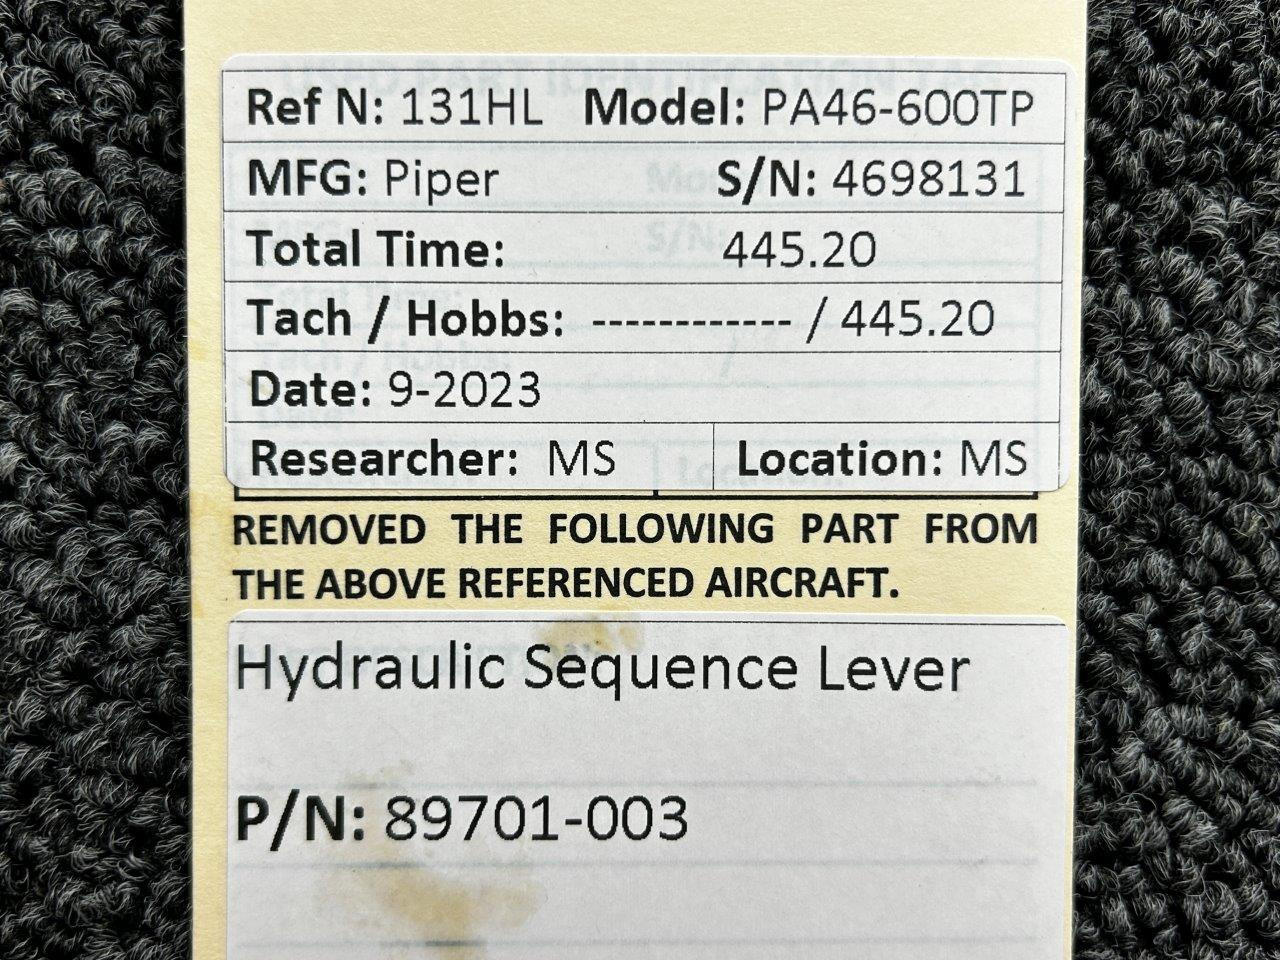 Ref N: 131HL Model: PA46-600TP
MFG: Piper S/N: 4698131
Total Time: 445.20
Tach / Hobbs: ------------ / 445.20
Date: 9-2023
Researcher: MS Location: MS
REMOVED THE FOLLOWING PART FROM
THE ABOVE REFERENCED AIRCRAFT.
Hydraulic Sequence Lever
P/N: 89701-003